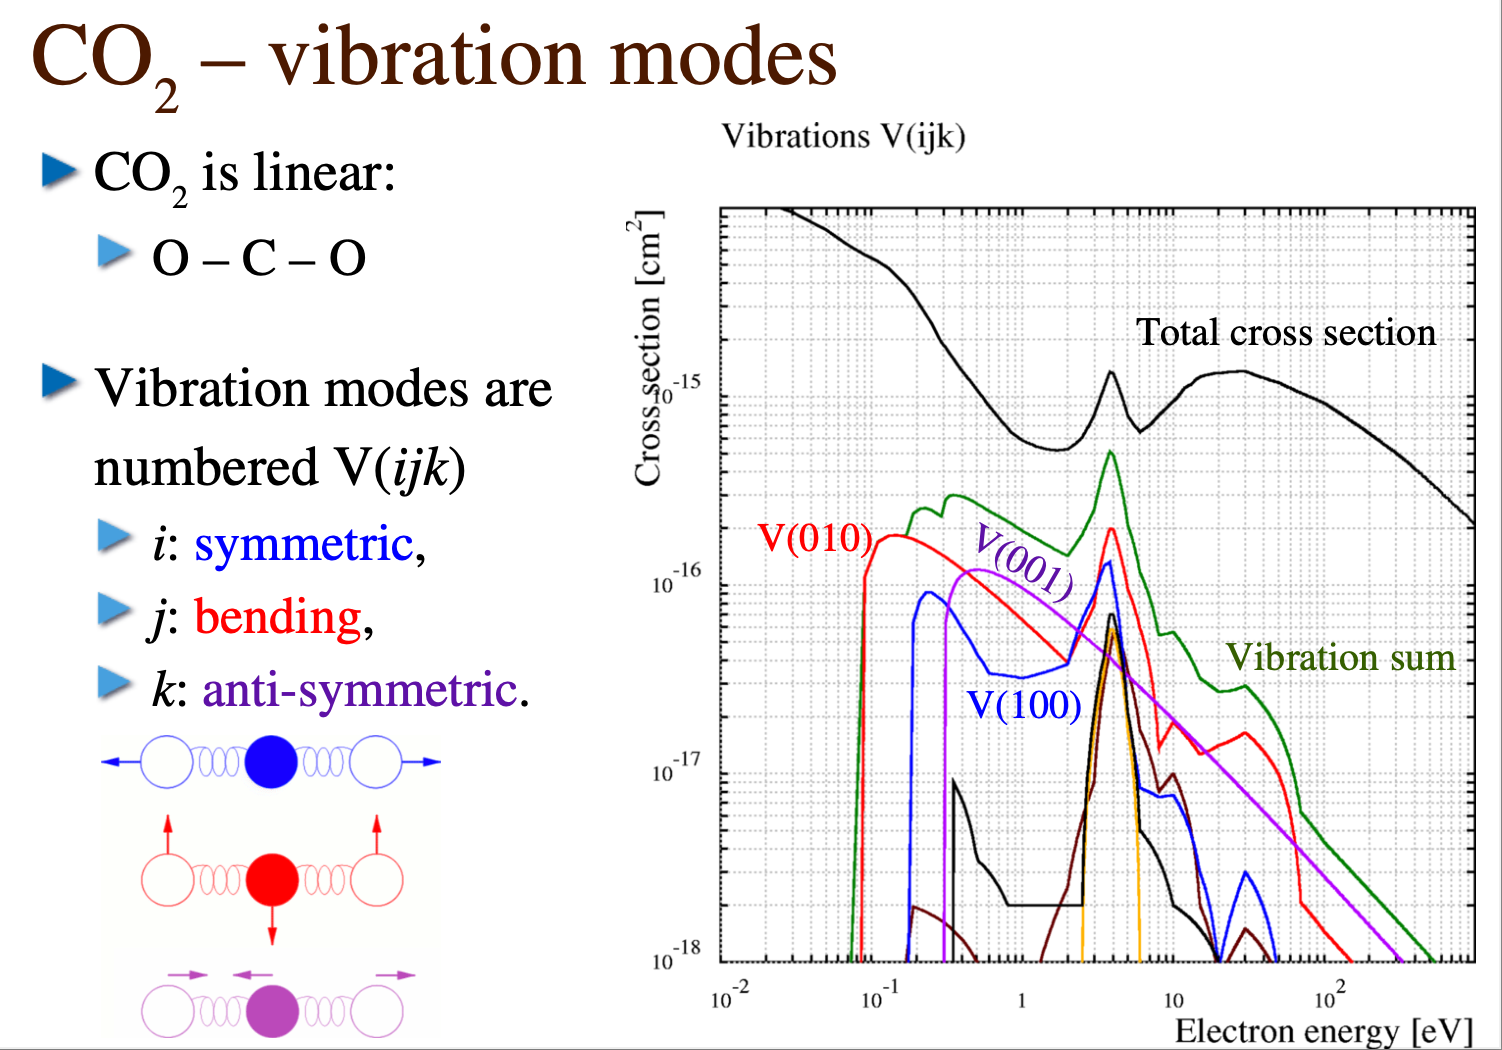 CO₂ – vibration modes
CO₂ is linear:
O – C – O
Vibration modes are
numbered V(ijk)
i: symmetric,
j: bending,
k: anti-symmetric.
Vibrations V(ijk)
Cross section [cm²]
10⁻¹⁵
10⁻¹⁶
10⁻¹⁷
10⁻¹⁸
Total cross section
V(010)
V(001)
V(100)
Vibration sum
10⁻² 10⁻¹ 1 10 10²
Electron energy [eV]